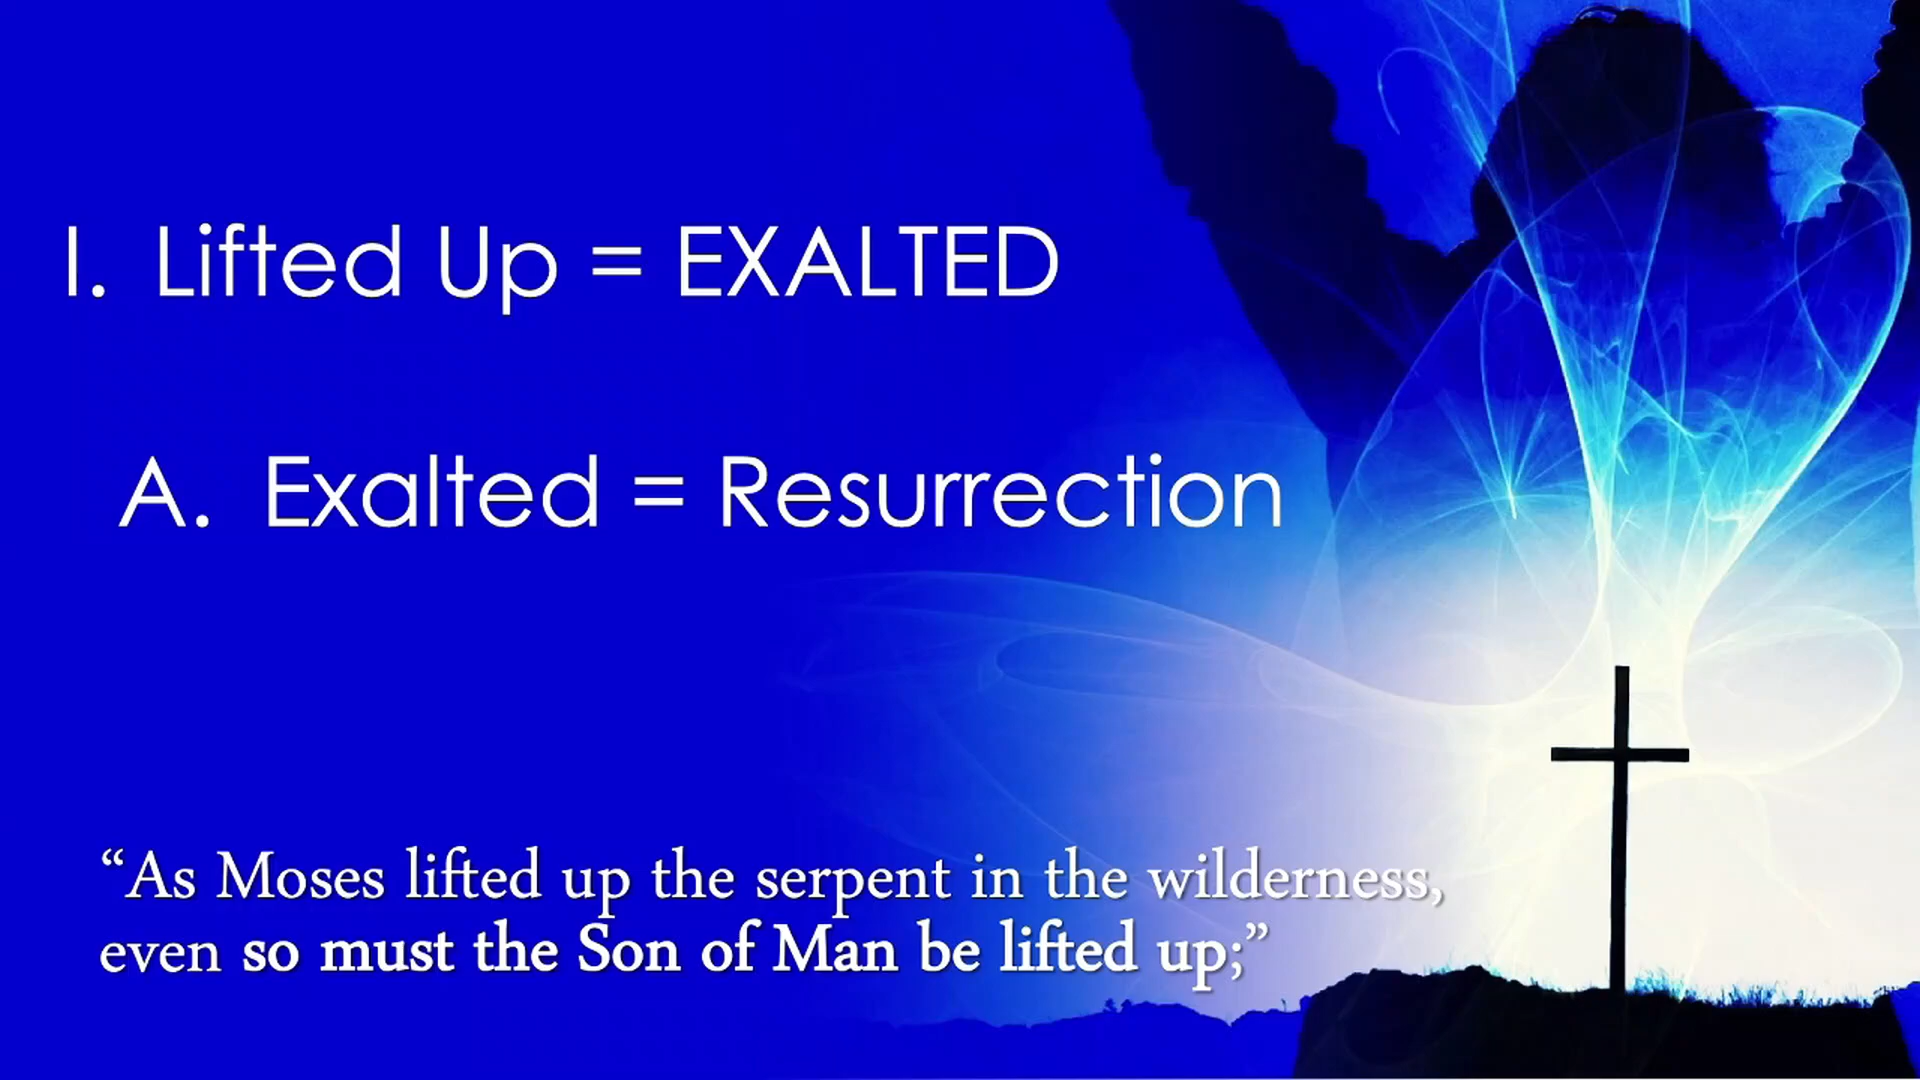 I. Lifted Up = EXALTED
A. Exalted = Resurrection
“As Moses lifted up the serpent in the wilderness,
even so must the Son of Man be lifted up;”